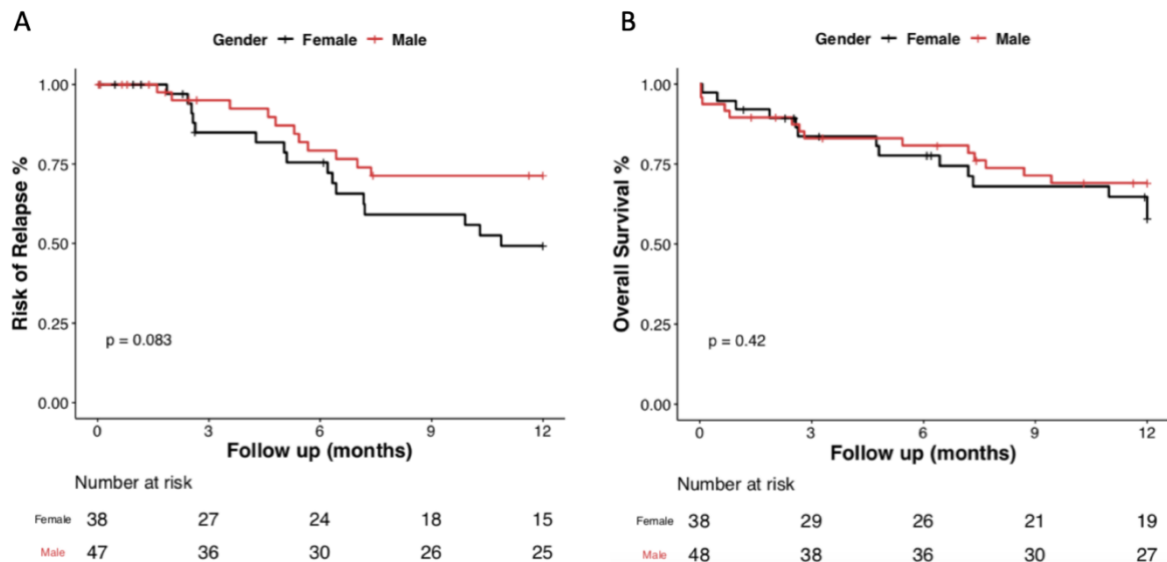 A
Gender Female Male
1.00
0.75
0.50
0.25
0.00
Risk of Relapse %
p = 0.083
0 3 6 9 12
Follow up (months)
Number at risk
Female 38 27 24 18 15
Male 47 36 30 26 25
B
Gender Female Male
1.00
0.75
0.50
0.25
0.00
Overall Survival %
p = 0.42
0 3 6 9 12
Follow up (months)
Number at risk
Female 38 29 26 21 19
Male 48 38 36 30 27